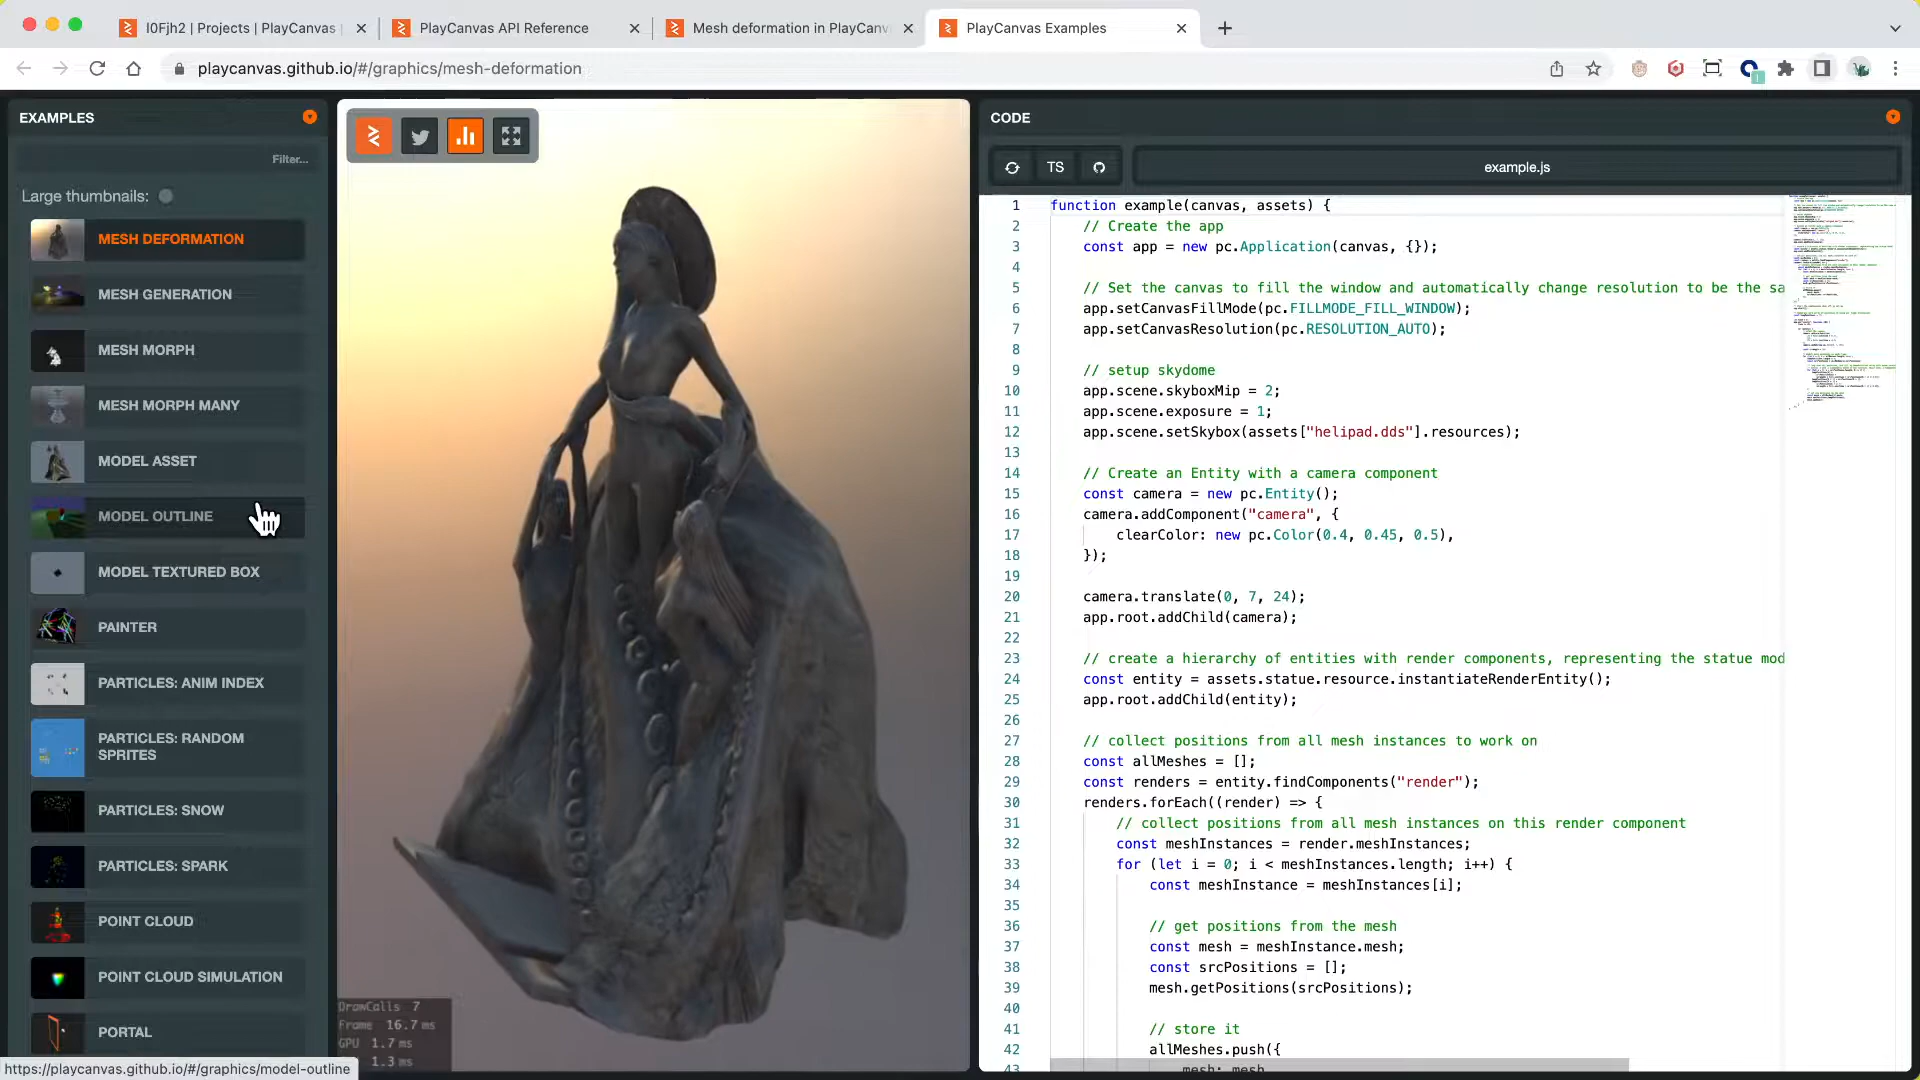 I0Fjh2 | Projects | PlayCanvas
PlayCanvas API Reference
Mesh deformation in PlayCanv
PlayCanvas Examples
playcanvas.github.io/#/graphics/mesh-deformation
EXAMPLES
Filter...
Large thumbnails:
MESH DEFORMATION
MESH GENERATION
MESH MORPH
MESH MORPH MANY
MODEL ASSET
MODEL OUTLINE
MODEL TEXTURED BOX
PAINTER
PARTICLES: ANIM INDEX
PARTICLES: RANDOM
SPRITES
PARTICLES: SNOW
PARTICLES: SPARK
POINT CLOUD
POINT CLOUD SIMULATION
PORTAL
https://playcanvas.github.io/#/graphics/model-outline
DrawCalls 7
Frame 16.7 ms
GPU 1.7 ms
1.3 ms
CODE
TS
example.js
1 function example(canvas, assets) {
2 // Create the app
3 const app = new pc.Application(canvas, {});
4
5 // Set the canvas to fill the window and automatically change resolution to be the sa
6 app.setCanvasFillMode(pc.FILLMODE_FILL_WINDOW);
7 app.setCanvasResolution(pc.RESOLUTION_AUTO);
8
9 // setup skydome
10 app.scene.skyboxMip = 2;
11 app.scene.exposure = 1;
12 app.scene.setSkybox(assets["helipad.dds"].resources);
13
14 // Create an Entity with a camera component
15 const camera = new pc.Entity();
16 camera.addComponent("camera", {
17 clearColor: new pc.Color(0.4, 0.45, 0.5),
18 });
19
20 camera.translate(0, 7, 24);
21 app.root.addChild(camera);
22
23 // create a hierarchy of entities with render components, representing the statue mod
24 const entity = assets.statue.resource.instantiateRenderEntity();
25 app.root.addChild(entity);
26
27 // collect positions from all mesh instances to work on
28 const allMeshes = [];
29 const renders = entity.findComponents("render");
30 renders.forEach((render) => {
31 // collect positions from all mesh instances on this render component
32 const meshInstances = render.meshInstances;
33 for (let i = 0; i < meshInstances.length; i++) {
34 const meshInstance = meshInstances[i];
35
36 // get positions from the mesh
37 const mesh = meshInstance.mesh;
38 const srcPositions = [];
39 mesh.getPositions(srcPositions);
40
41 // store it
42 allMeshes.push({
43 mesh: mesh